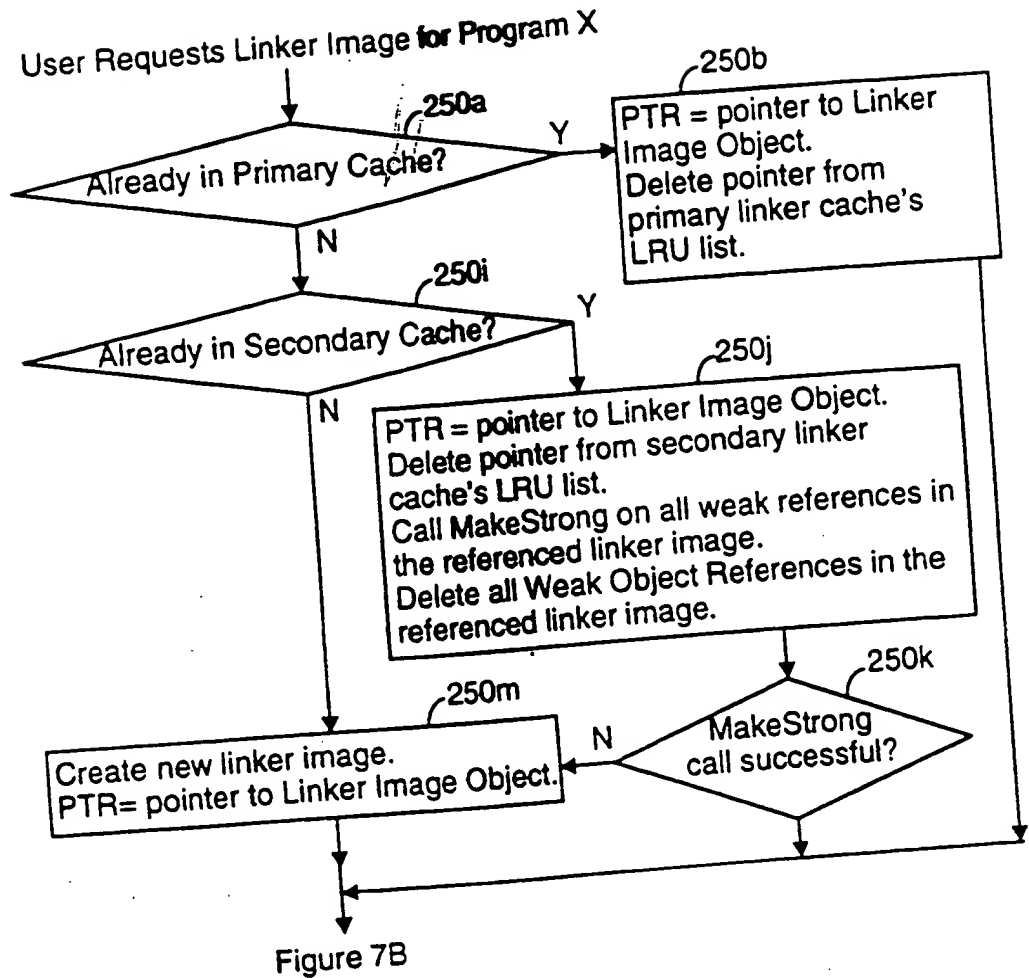 User Requests Linker Image for Program X
250a
Already in Primary Cache?
Y
N
250b
PTR = pointer to Linker
Image Object.
Delete pointer from
primary linker cache's
LRU list.
250i
Already in Secondary Cache?
Y
N
250j
PTR = pointer to Linker Image Object.
Delete pointer from secondary linker
cache's LRU list.
Call MakeStrong on all weak references in
the referenced linker image.
Delete all Weak Object References in the
referenced linker image.
250k
MakeStrong
call successful?
N
250m
Create new linker image.
PTR= pointer to Linker Image Object.
Figure 7B